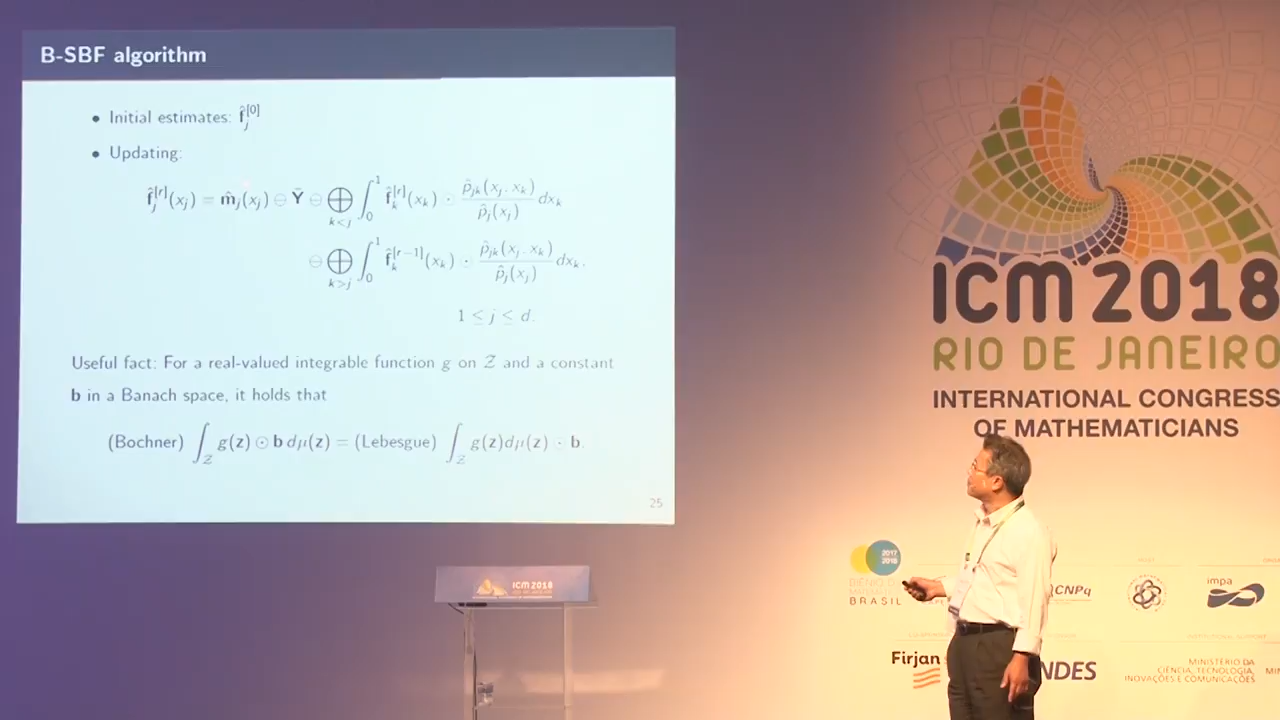 B-SBF algorithm
• Initial estimates: f̂_j^[0]
• Updating:
f̂_j^[r](x_j) = m̂_j(x_j) ⊖ Ȳ ⊖ ⨁_{k<j} ∫_0^1 f̂_k^[r](x_k) ⊙ p̂_jk(x_j, x_k) / p̂_j(x_j) dx_k
⊖ ⨁_{k>j} ∫_0^1 f̂_k^[r−1](x_k) ⊙ p̂_jk(x_j, x_k) / p̂_j(x_j) dx_k,
1 ≤ j ≤ d.
Useful fact: For a real-valued integrable function g on 𝒵 and a constant
b in a Banach space, it holds that
(Bochner) ∫_𝒵 g(z) ⊙ b dμ(z) = (Lebesgue) ∫_𝒵 g(z)dμ(z) ⊙ b.
25
ICM 2018
RIO DE JANEIRO
INTERNATIONAL CONGRESS
OF MATHEMATICIANS
ICM 2018
2017
2018
BRASIL
CNPq
impa
Firjan
NDES
MINISTÉRIO DA
CIÊNCIA, TECNOLOGIA,
INOVAÇÕES E COMUNICAÇÕES